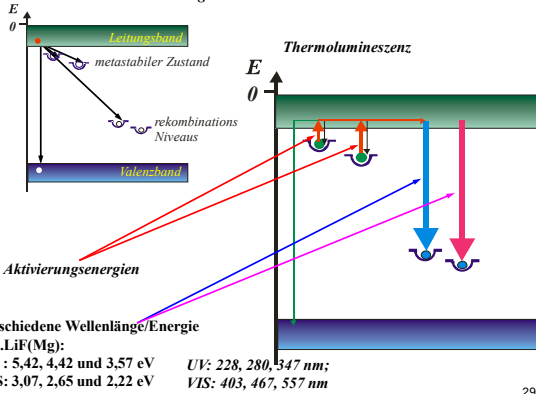 E
0
Leitungsband
metastabiler Zustand
rekombinations
Niveaus
Valenzband
Thermolumineszenz
E
0
Aktivierungsenergien
schiedene Wellenlänge/Energie
.LiF(Mg):
: 5,42, 4,42 und 3,57 eV
S: 3,07, 2,65 und 2,22 eV
UV: 228, 280, 347 nm;
VIS: 403, 467, 557 nm
29